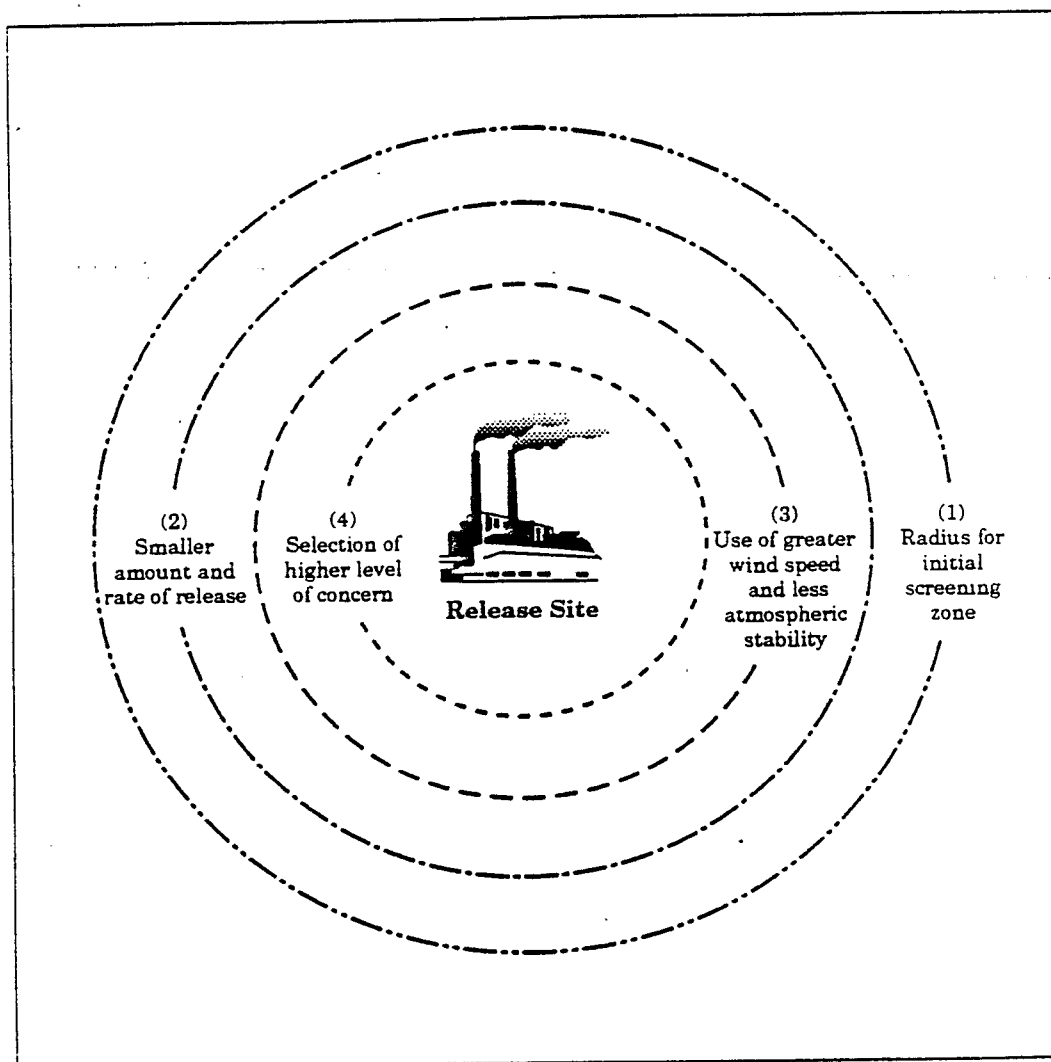 (2)
Smaller
amount and
rate of release
(4)
Selection of
higher level
of concern
Release Site
(3)
Use of greater
wind speed
and less
atmospheric
stability
(1)
Radius for
initial
screening
zone